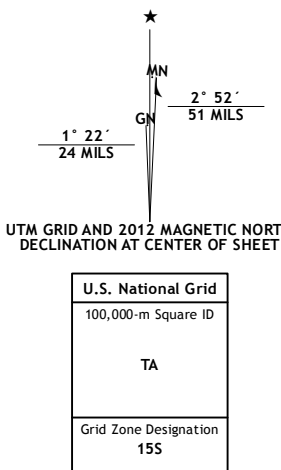 MN
GN
2° 52´
51 MILS
1° 22´
24 MILS
UTM GRID AND 2012 MAGNETIC NORT
DECLINATION AT CENTER OF SHEET
U.S. National Grid
100,000-m Square ID
TA
Grid Zone Designation
15S